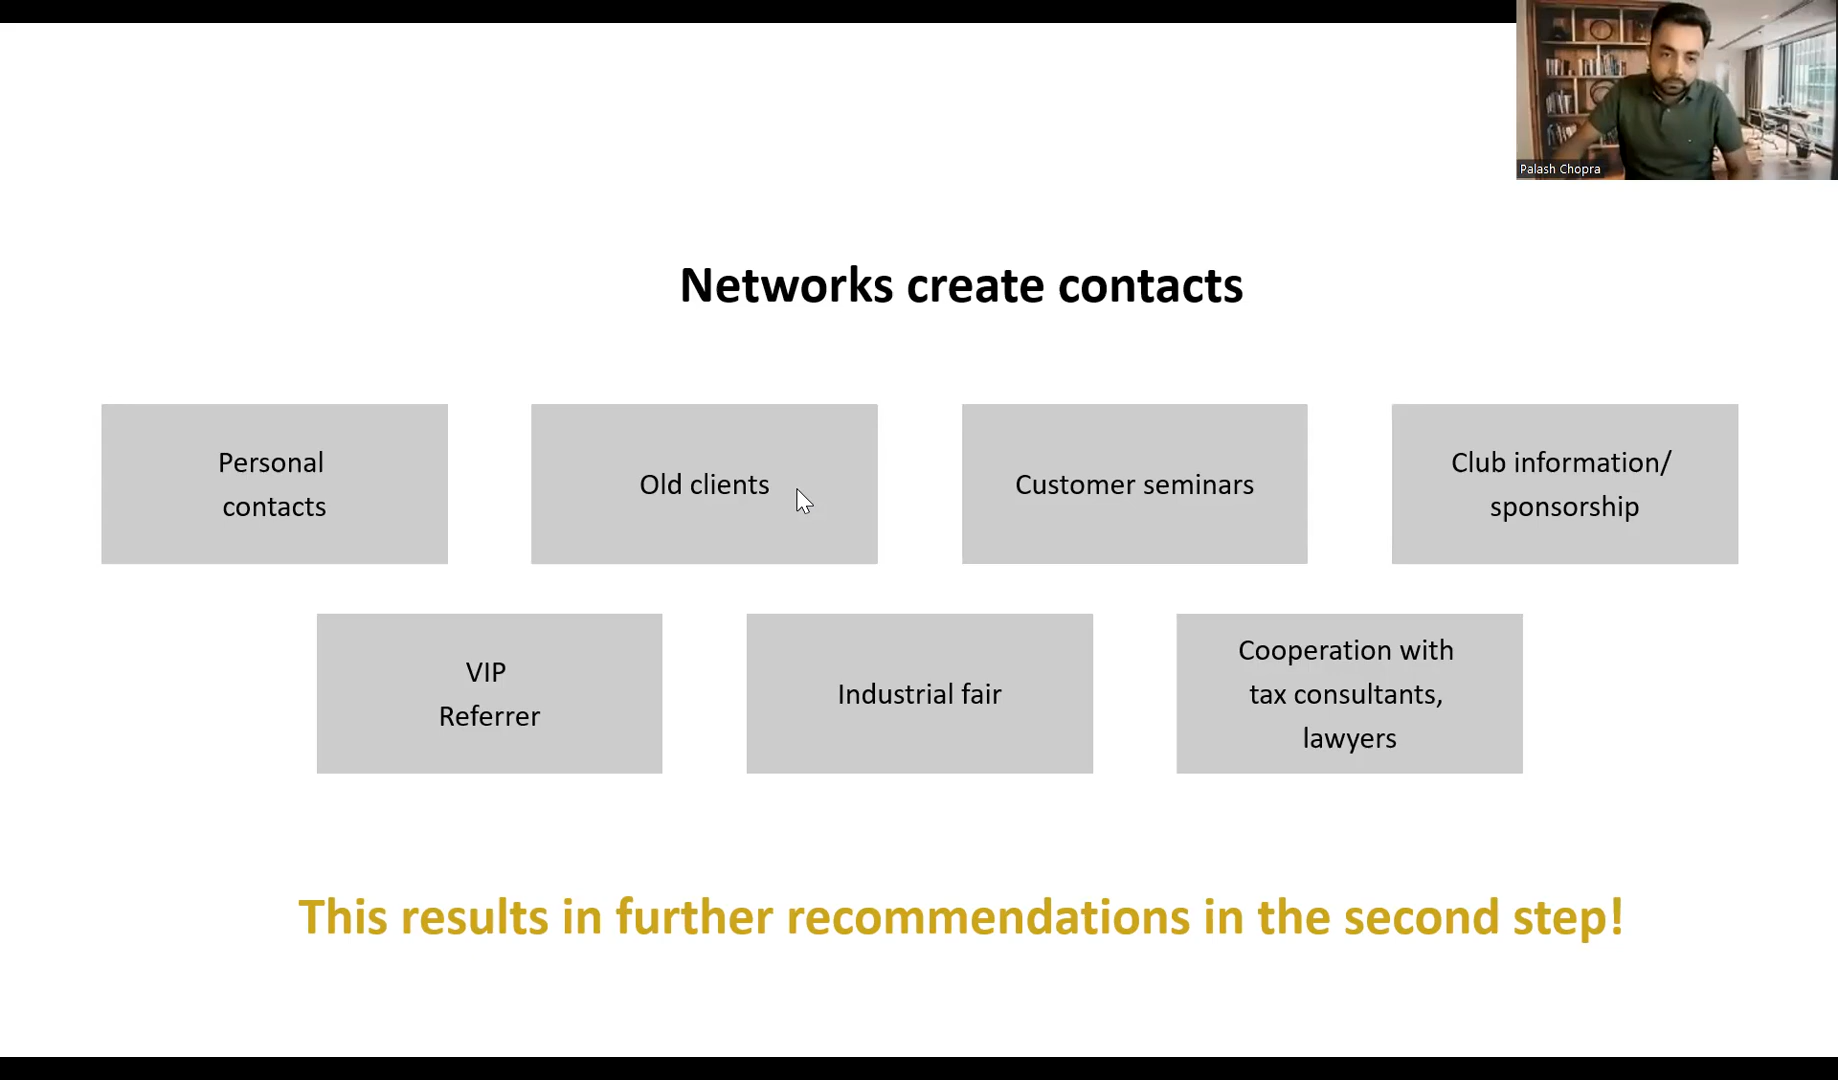 Palash Chopra
Networks create contacts
Personal
contacts
Old clients
Customer seminars
Club information/
sponsorship
VIP
Referrer
Industrial fair
Cooperation with
tax consultants,
lawyers
This results in further recommendations in the second step!